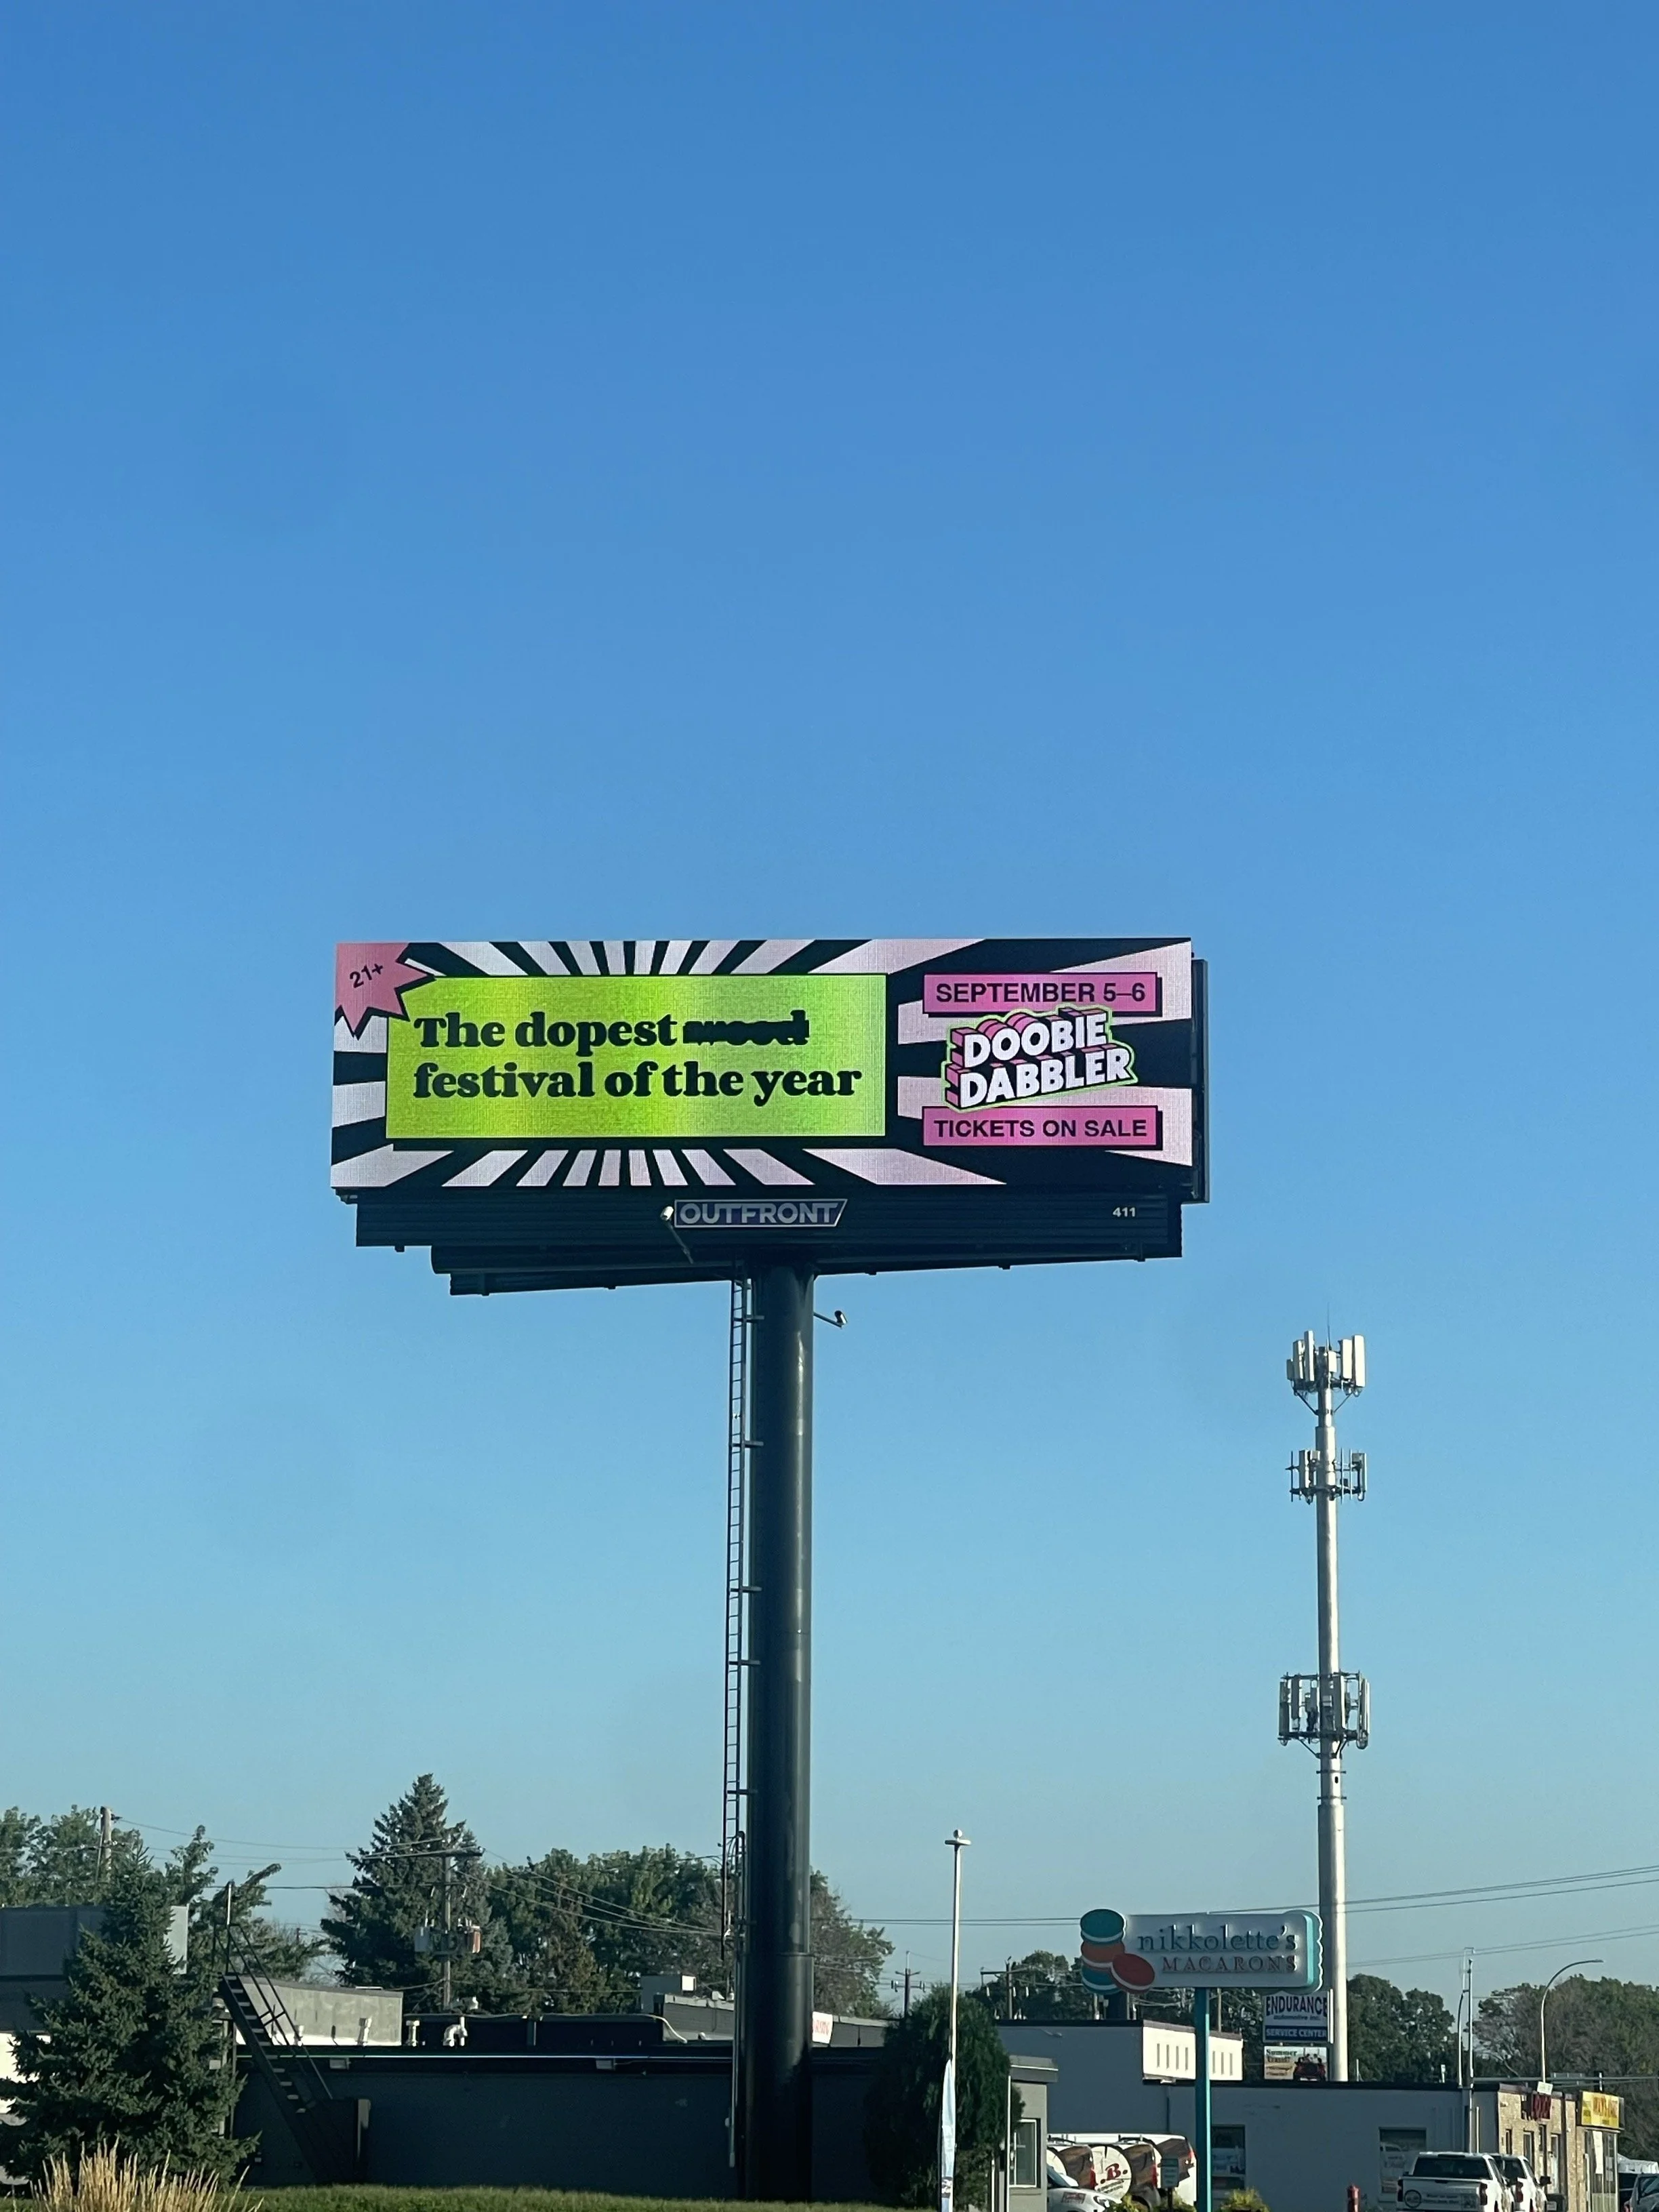 21+
The dopest weed
festival of the year
SEPTEMBER 5–6
DOOBIE
DABBLER
TICKETS ON SALE
OUTFRONT
411
nikkolette's
MACARONS
ENDURANCE
SERVICE CENTER